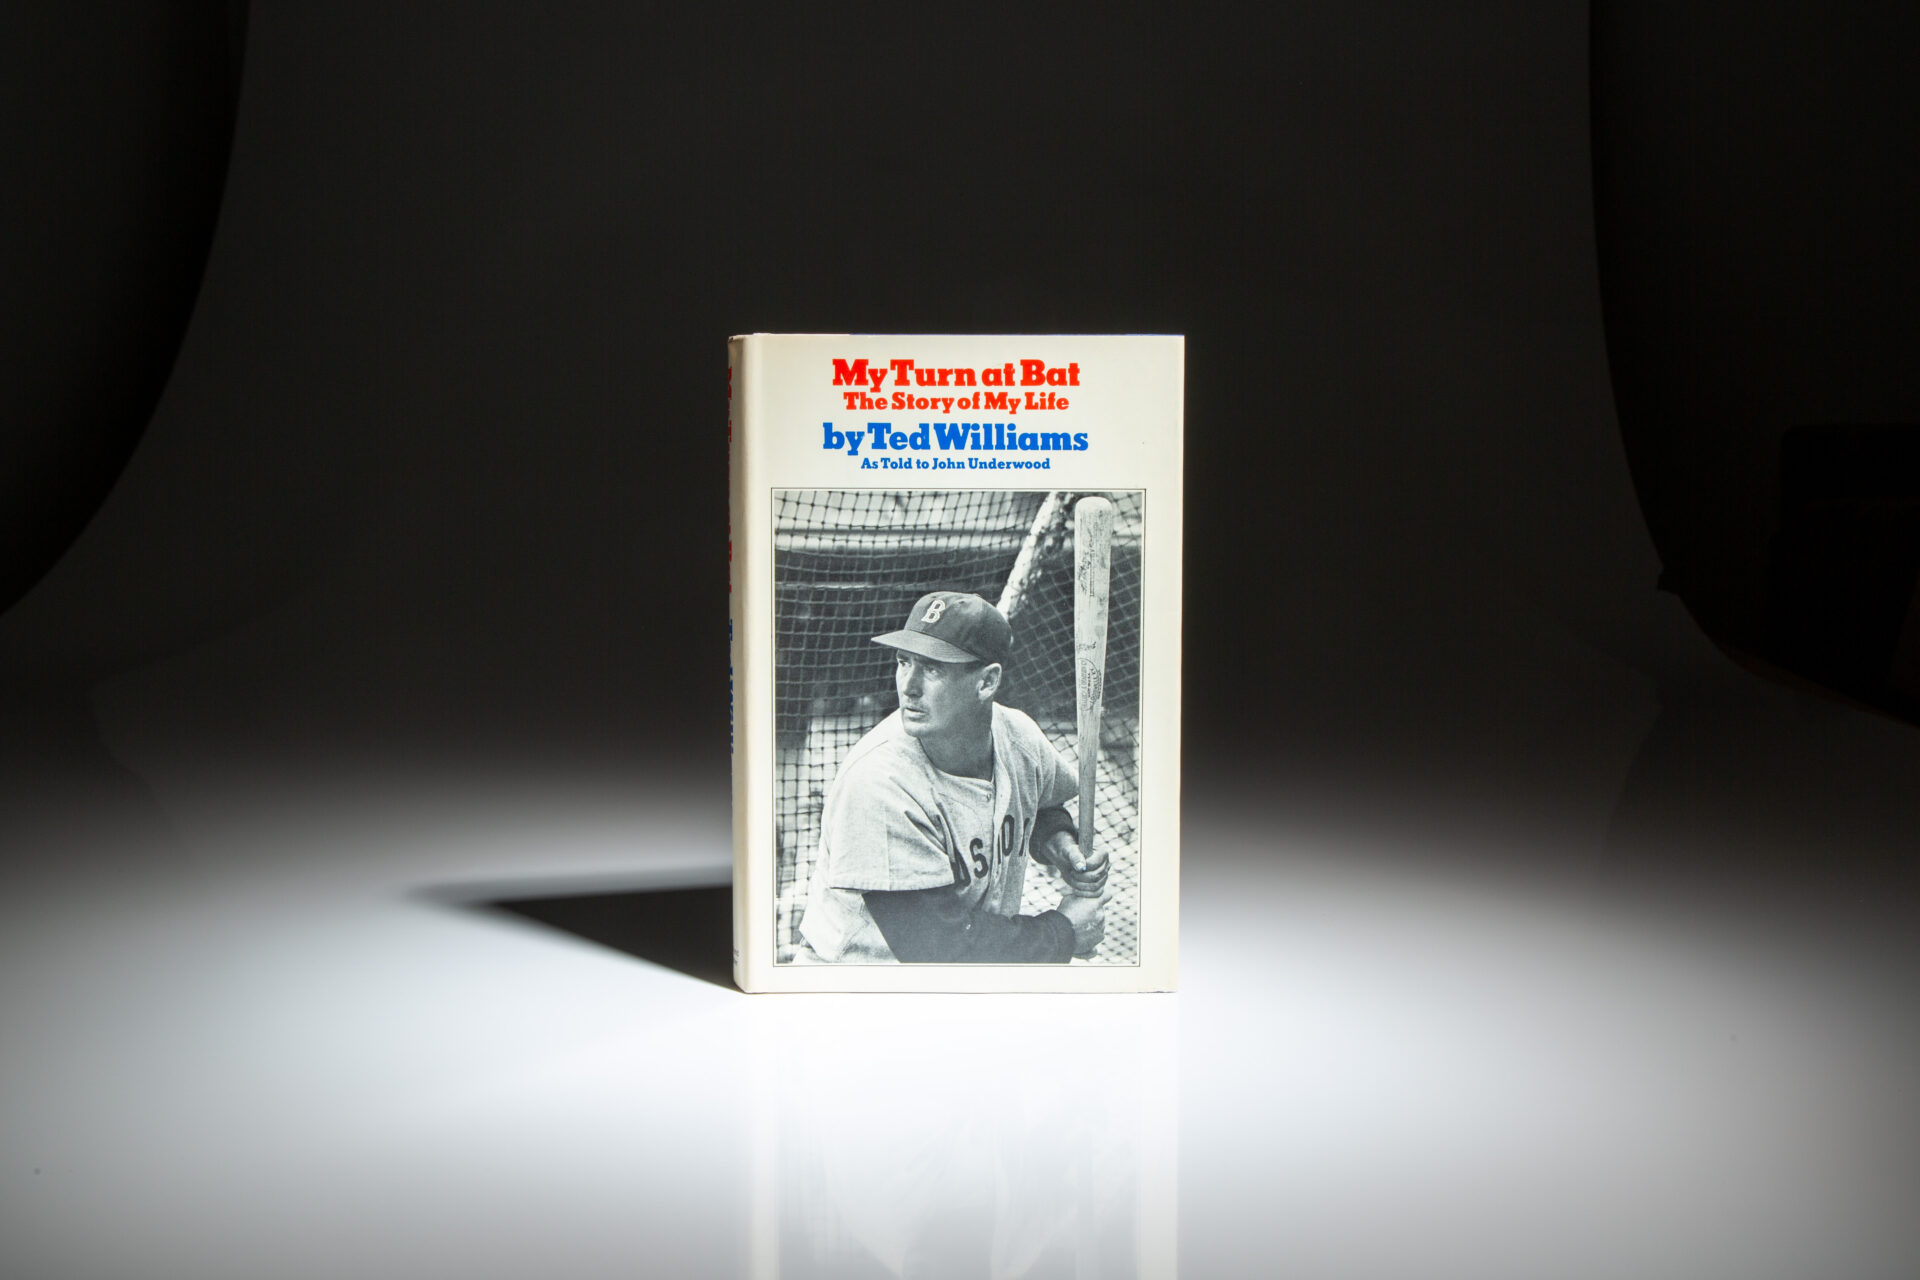 My Turn at Bat
The Story of My Life
by Ted Williams
As Told to John Underwood
B